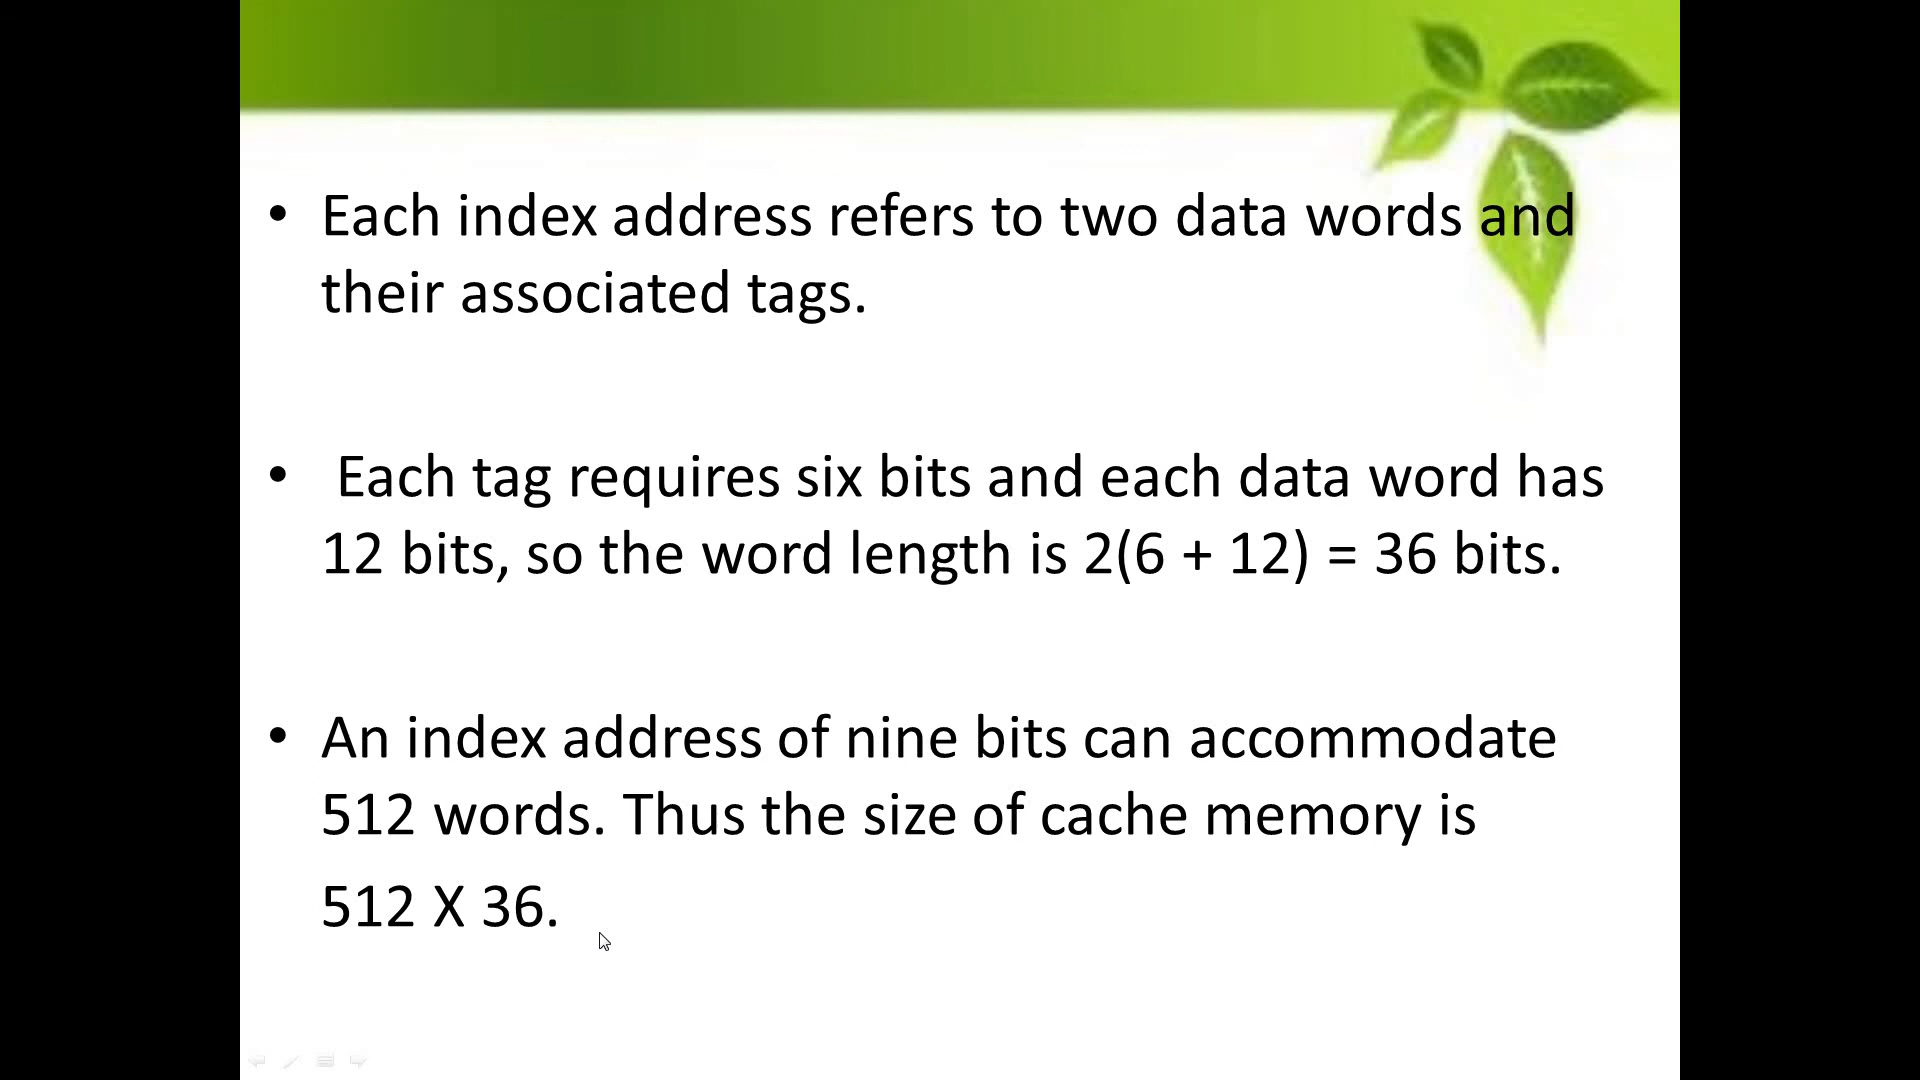 • Each index address refers to two data words and
their associated tags.
• Each tag requires six bits and each data word has
12 bits, so the word length is 2(6 + 12) = 36 bits.
• An index address of nine bits can accommodate
512 words. Thus the size of cache memory is
512 X 36.